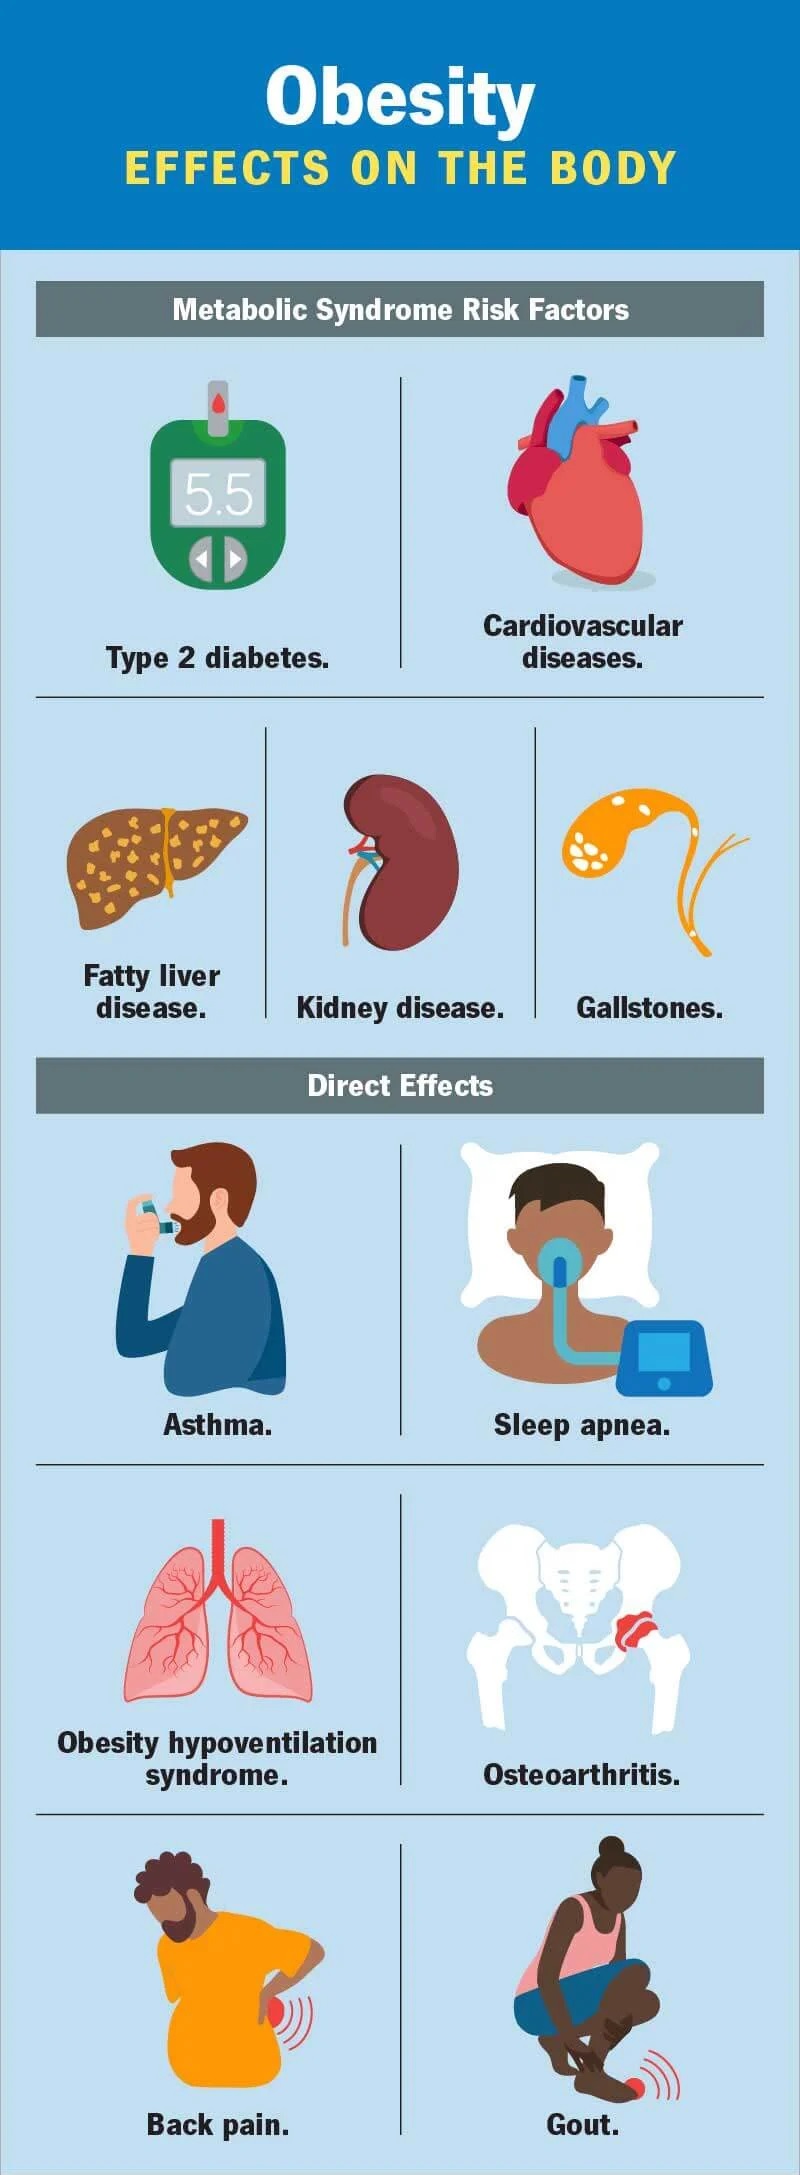 Obesity
EFFECTS ON THE BODY
Metabolic Syndrome Risk Factors
5.5
Type 2 diabetes.
Cardiovascular
diseases.
Fatty liver
disease.
Kidney disease.
Gallstones.
Direct Effects
Asthma.
Sleep apnea.
Obesity hypoventilation
syndrome.
Osteoarthritis.
Back pain.
Gout.